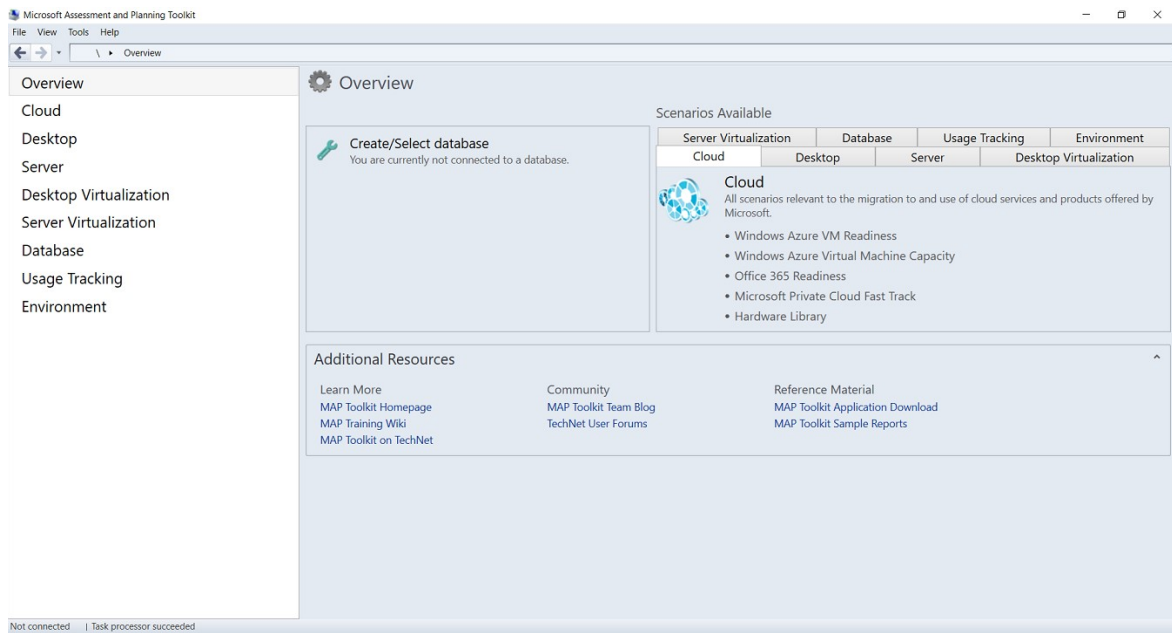 Microsoft Assessment and Planning Toolkit
File View Tools Help
\ ▸ Overview
Overview
Cloud
Desktop
Server
Desktop Virtualization
Server Virtualization
Database
Usage Tracking
Environment
Overview
Create/Select database
You are currently not connected to a database.
Scenarios Available
Server Virtualization Database Usage Tracking Environment
Cloud Desktop Server Desktop Virtualization
Cloud
All scenarios relevant to the migration to and use of cloud services and products offered by
Microsoft.
• Windows Azure VM Readiness
• Windows Azure Virtual Machine Capacity
• Office 365 Readiness
• Microsoft Private Cloud Fast Track
• Hardware Library
Additional Resources
Learn More
MAP Toolkit Homepage
MAP Training Wiki
MAP Toolkit on TechNet
Community
MAP Toolkit Team Blog
TechNet User Forums
Reference Material
MAP Toolkit Application Download
MAP Toolkit Sample Reports
Not connected | Task processor succeeded